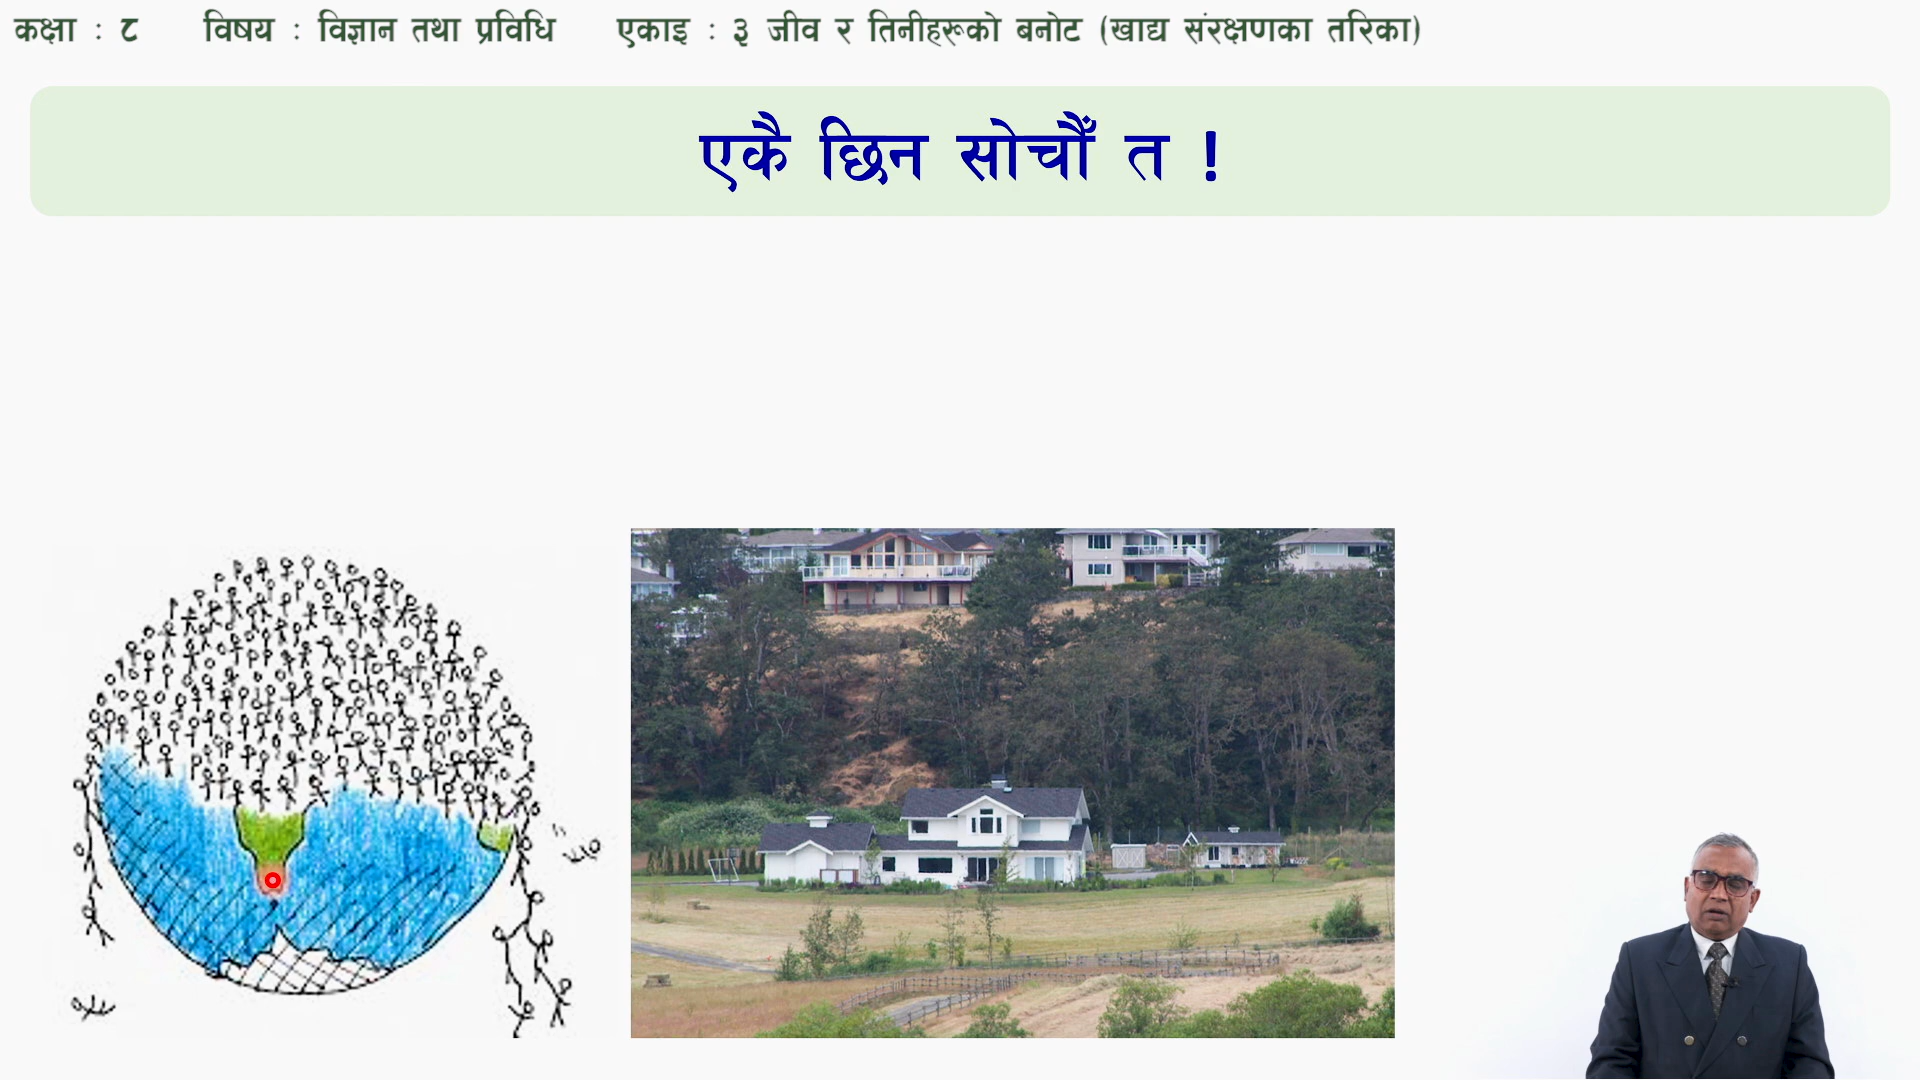 कक्षा : ८ विषय : विज्ञान तथा प्रविधि एकाइ : ३ जीव र तिनीहरूको बनोट (खाद्य संरक्षणका तरिका)
एकै छिन सोचौँ त !